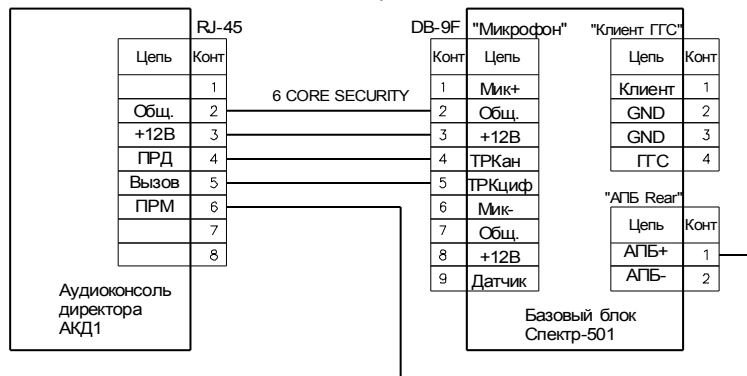 RJ-45
Цепь Конт
1
Общ. 2
+12В 3
ПРД 4
Вызов 5
ПРМ 6
7
8
Аудиоконсоль
директора
АКД1
6 CORE SECURITY
DB-9F "Микрофон"
Конт Цепь
1 Мик+
2 Общ.
3 +12В
4 ТРКан
5 ТРКциф
6 Мик-
7 Общ.
8 +12В
9 Датчик
"Клиент ГГС"
Цепь Конт
Клиент 1
GND 2
GND 3
ГГС 4
"АПБ Rear"
Цепь Конт
АПБ+ 1
АПБ- 2
Базовый блок
Спектр-501